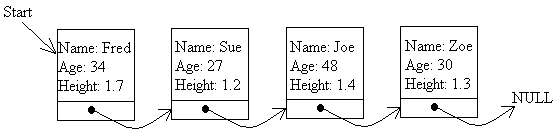 Start
Name: Fred
Age: 34
Height: 1.7
Name: Sue
Age: 27
Height: 1.2
Name: Joe
Age: 48
Height: 1.4
Name: Zoe
Age: 30
Height: 1.3
NULL